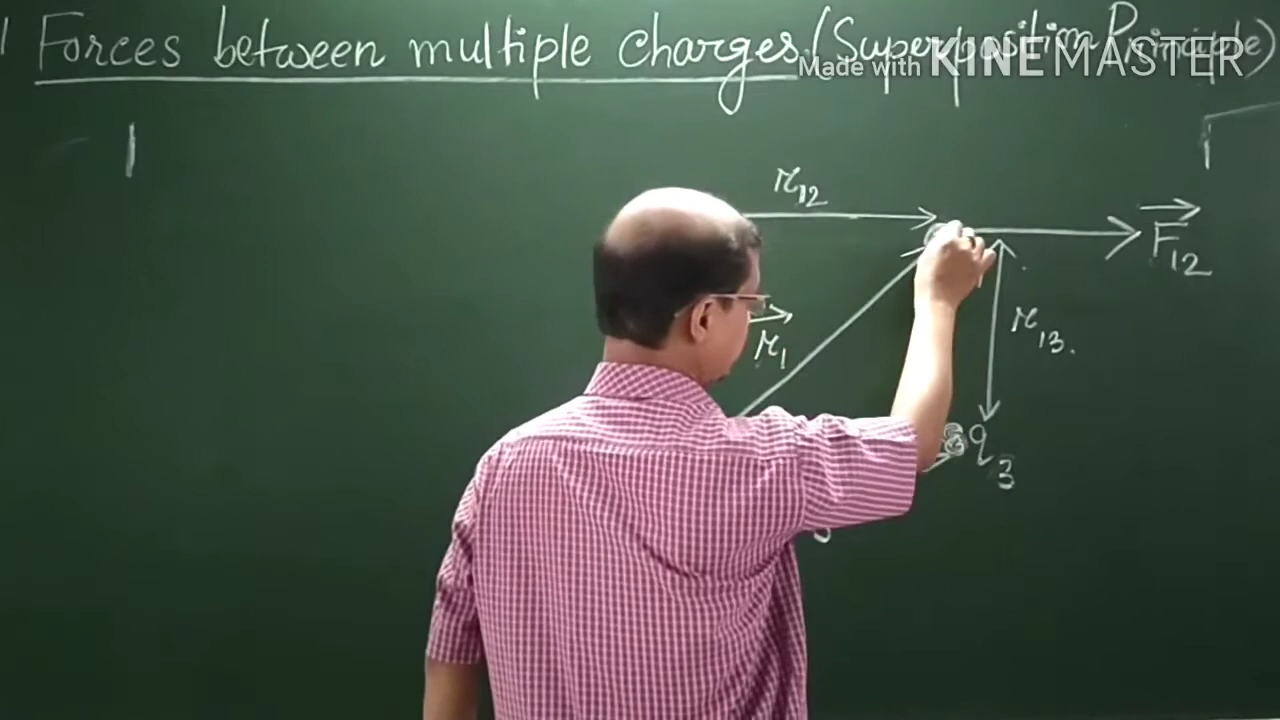 Forces between multiple charges (Superposition Principle)
Made with KINEMASTER
r12
F12
r1
r13.
q3